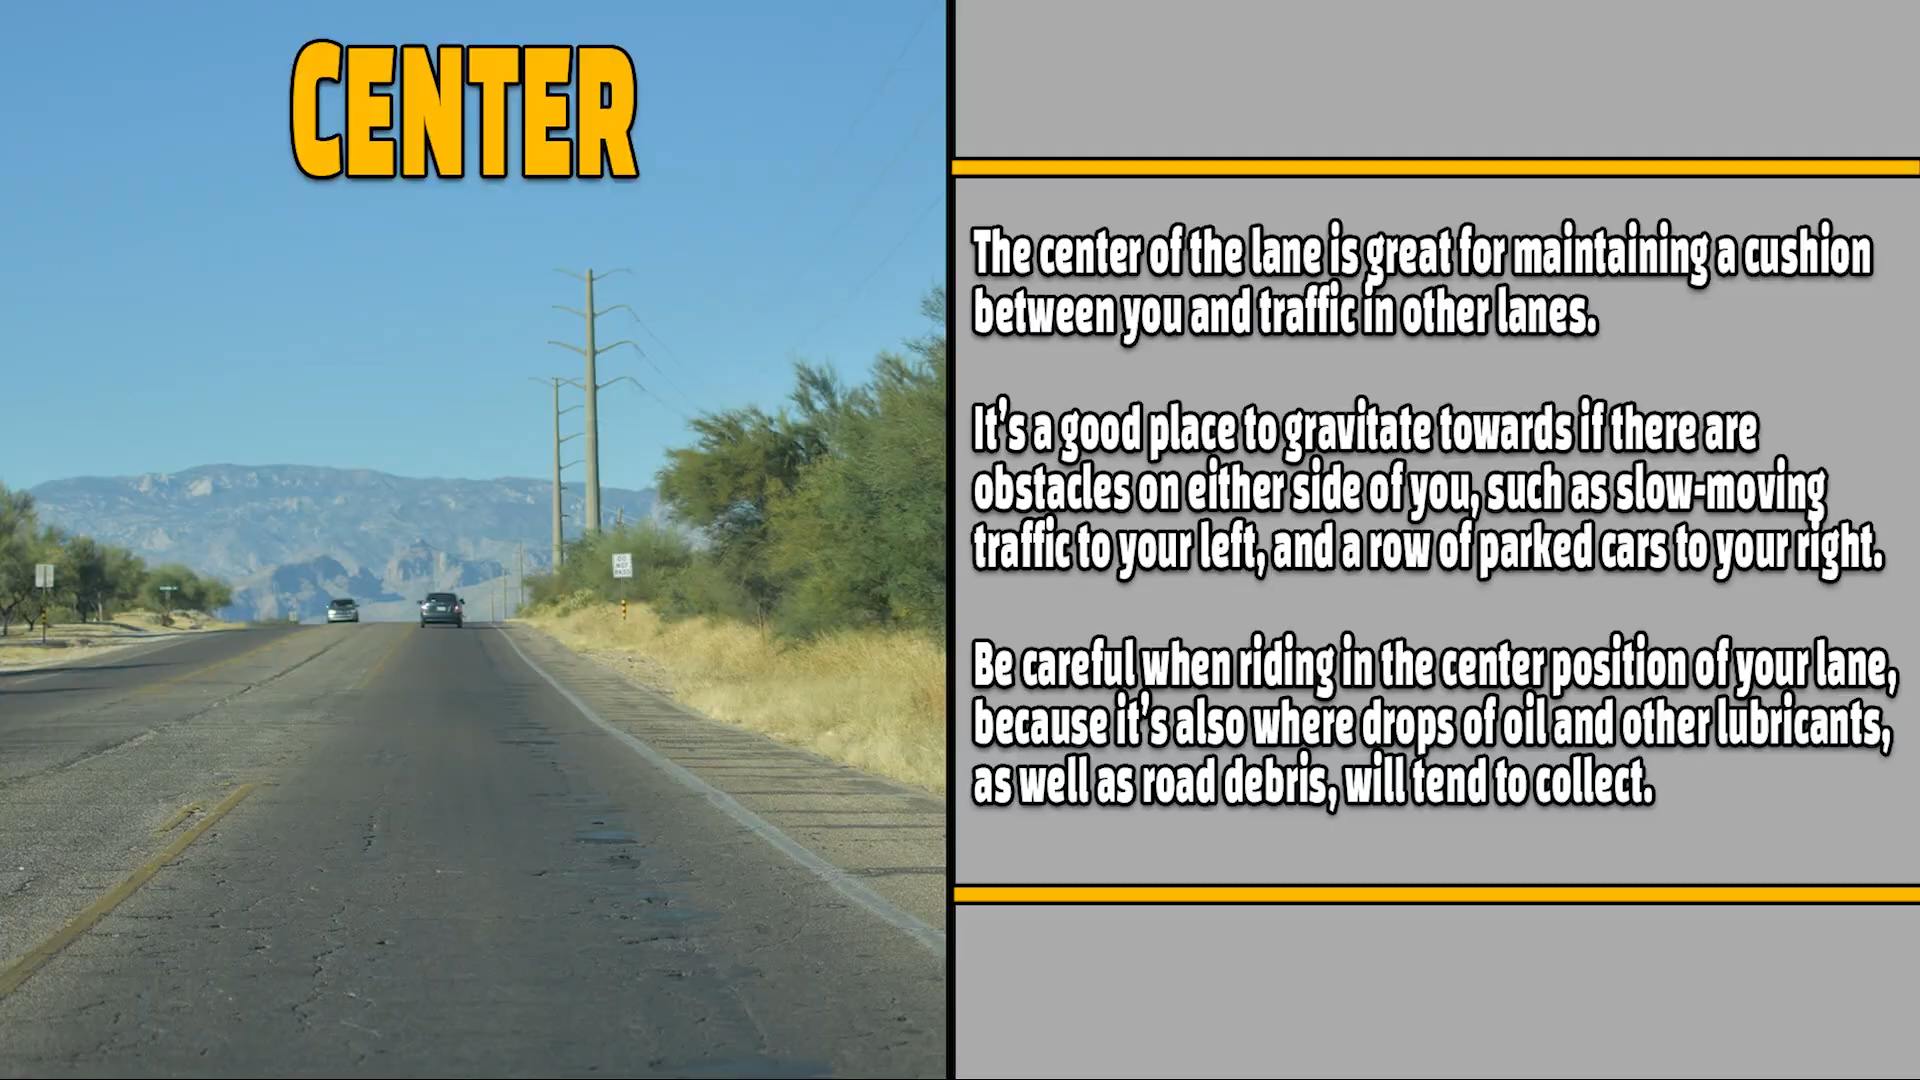 CENTER
DO
NOT
PASS
The center of the lane is great for maintaining a cushion
between you and traffic in other lanes.
It's a good place to gravitate towards if there are
obstacles on either side of you, such as slow-moving
traffic to your left, and a row of parked cars to your right.
Be careful when riding in the center position of your lane,
because it's also where drops of oil and other lubricants,
as well as road debris, will tend to collect.